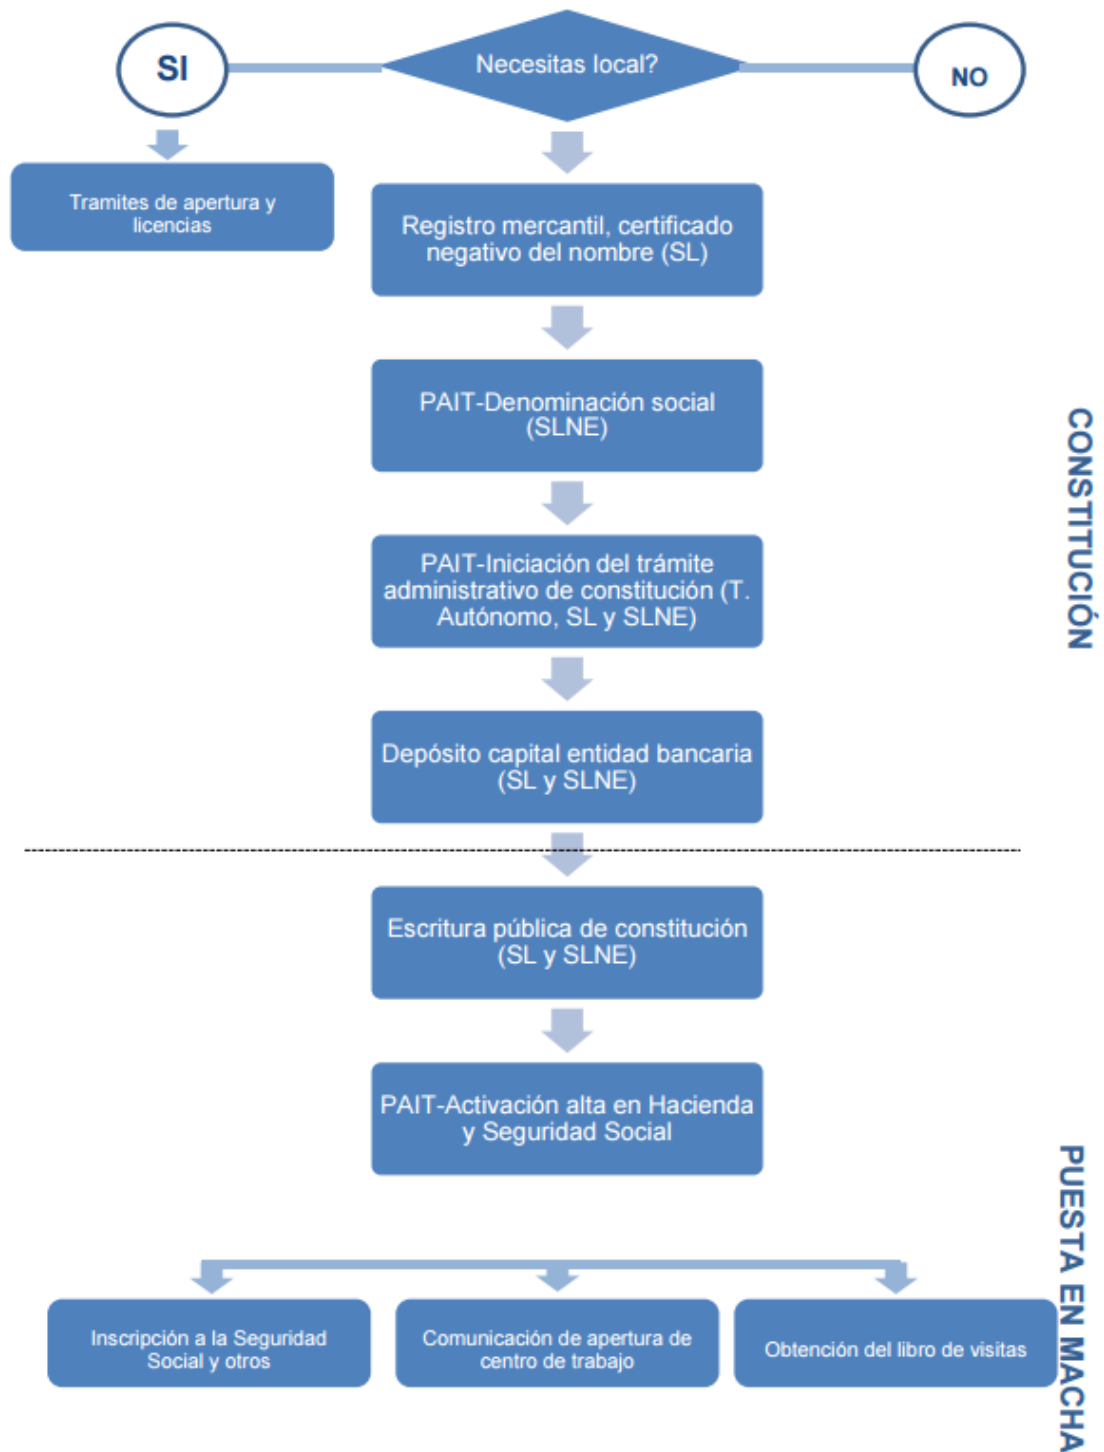 SI
Necesitas local?
NO
Tramites de apertura y
licencias
Registro mercantil, certificado
negativo del nombre (SL)
PAIT-Denominación social
(SLNE)
PAIT-Iniciación del trámite
administrativo de constitución (T.
Autónomo, SL y SLNE)
Depósito capital entidad bancaria
(SL y SLNE)
CONSTITUCIÓN
Escritura pública de constitución
(SL y SLNE)
PAIT-Activación alta en Hacienda
y Seguridad Social
PUESTA EN MACHA
Inscripción a la Seguridad
Social y otros
Comunicación de apertura de
centro de trabajo
Obtención del libro de visitas